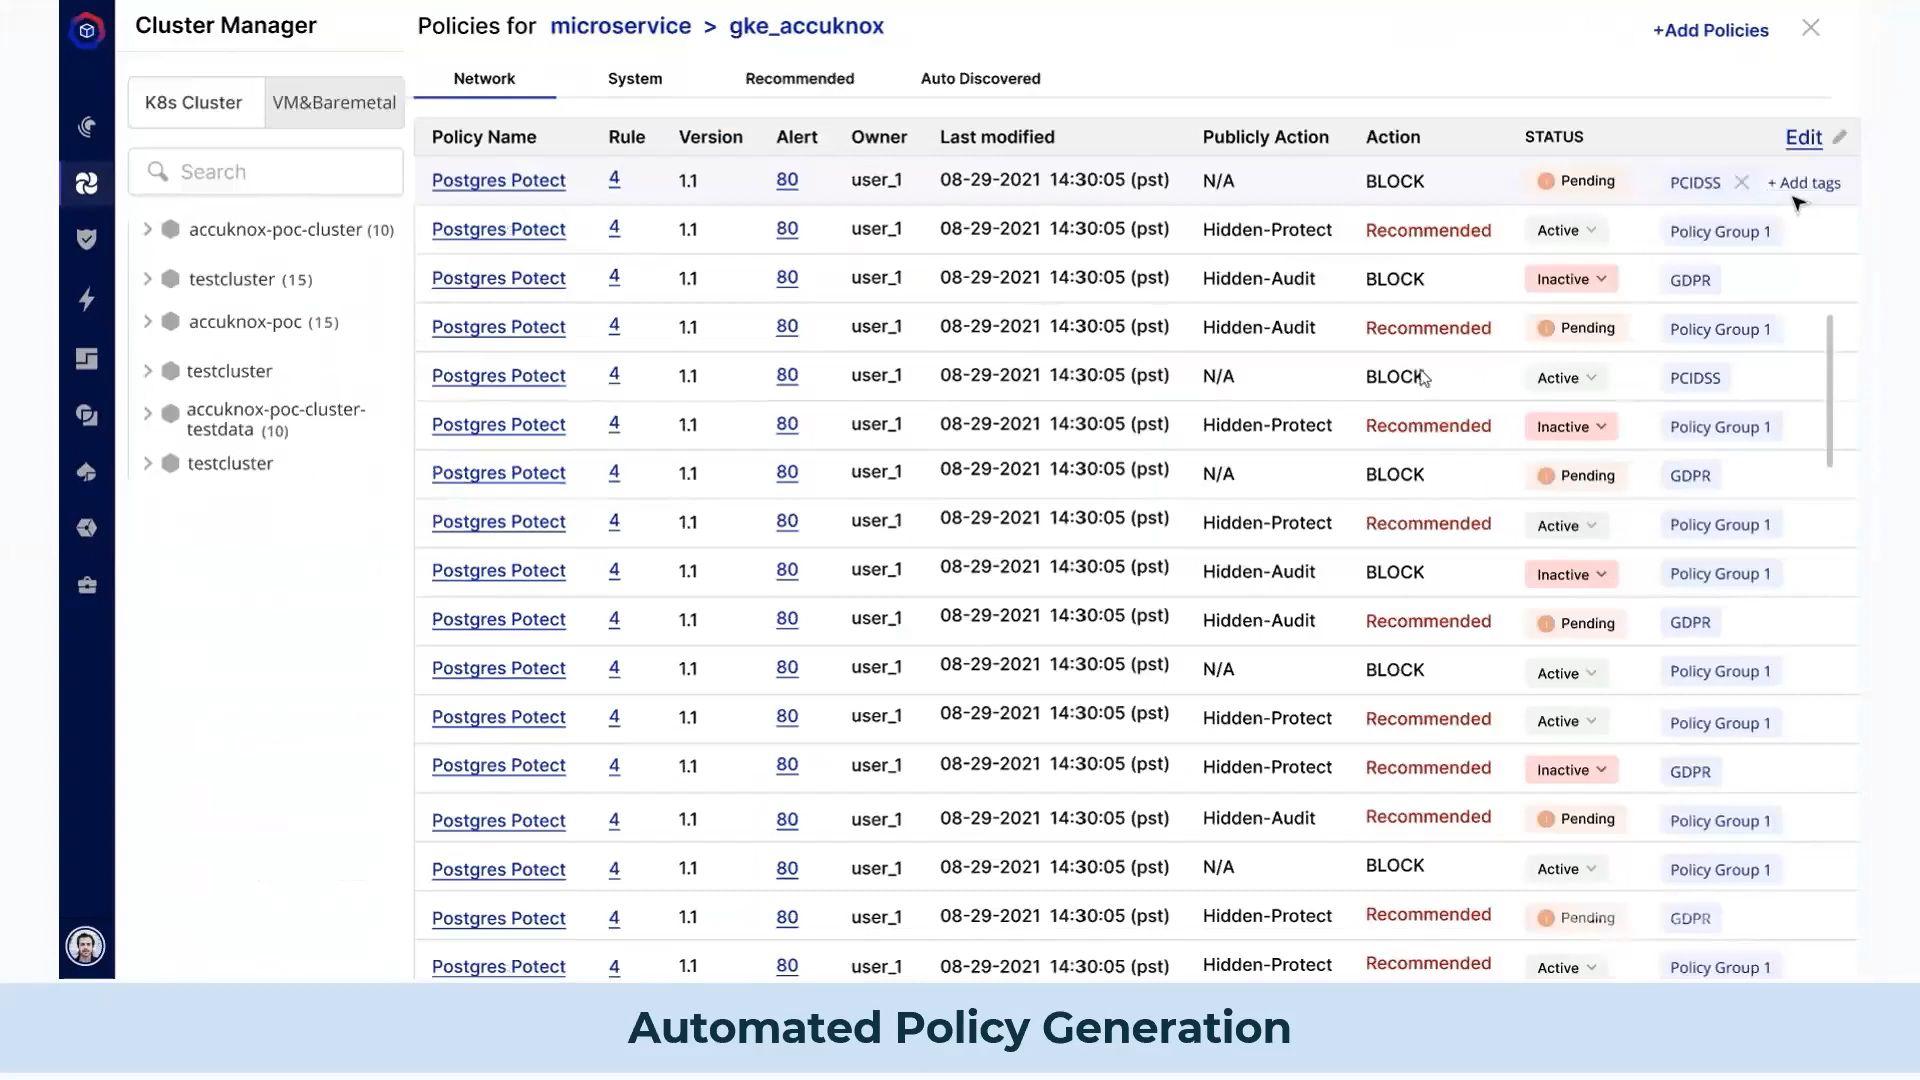 Cluster Manager
Policies for microservice > gke_accuknox
+Add Policies
K8s Cluster
VM&Baremetal
Search
accuknox-poc-cluster (10)
testcluster (15)
accuknox-poc (15)
testcluster
accuknox-poc-cluster-
testdata (10)
testcluster
Network System Recommended Auto Discovered
Policy Name Rule Version Alert Owner Last modified Publicly Action Action STATUS Edit
Postgres Potect 4 1.1 80 user_1 08-29-2021 14:30:05 (pst) N/A BLOCK Pending PCIDSS + Add tags
Postgres Potect 4 1.1 80 user_1 08-29-2021 14:30:05 (pst) Hidden-Protect Recommended Active Policy Group 1
Postgres Potect 4 1.1 80 user_1 08-29-2021 14:30:05 (pst) Hidden-Audit BLOCK Inactive GDPR
Postgres Potect 4 1.1 80 user_1 08-29-2021 14:30:05 (pst) Hidden-Audit Recommended Pending Policy Group 1
Postgres Potect 4 1.1 80 user_1 08-29-2021 14:30:05 (pst) N/A BLOCK Active PCIDSS
Postgres Potect 4 1.1 80 user_1 08-29-2021 14:30:05 (pst) Hidden-Protect Recommended Inactive Policy Group 1
Postgres Potect 4 1.1 80 user_1 08-29-2021 14:30:05 (pst) N/A BLOCK Pending GDPR
Postgres Potect 4 1.1 80 user_1 08-29-2021 14:30:05 (pst) Hidden-Protect Recommended Active Policy Group 1
Postgres Potect 4 1.1 80 user_1 08-29-2021 14:30:05 (pst) Hidden-Audit BLOCK Inactive Policy Group 1
Postgres Potect 4 1.1 80 user_1 08-29-2021 14:30:05 (pst) Hidden-Audit Recommended Pending GDPR
Postgres Potect 4 1.1 80 user_1 08-29-2021 14:30:05 (pst) N/A BLOCK Active Policy Group 1
Postgres Potect 4 1.1 80 user_1 08-29-2021 14:30:05 (pst) Hidden-Protect Recommended Active Policy Group 1
Postgres Potect 4 1.1 80 user_1 08-29-2021 14:30:05 (pst) Hidden-Protect Recommended Inactive GDPR
Postgres Potect 4 1.1 80 user_1 08-29-2021 14:30:05 (pst) Hidden-Audit Recommended Pending Policy Group 1
Postgres Potect 4 1.1 80 user_1 08-29-2021 14:30:05 (pst) N/A BLOCK Active Policy Group 1
Postgres Potect 4 1.1 80 user_1 08-29-2021 14:30:05 (pst) Hidden-Protect Recommended Pending GDPR
Postgres Potect 4 1.1 80 user_1 08-29-2021 14:30:05 (pst) Hidden-Protect Recommended Active Policy Group 1
Automated Policy Generation